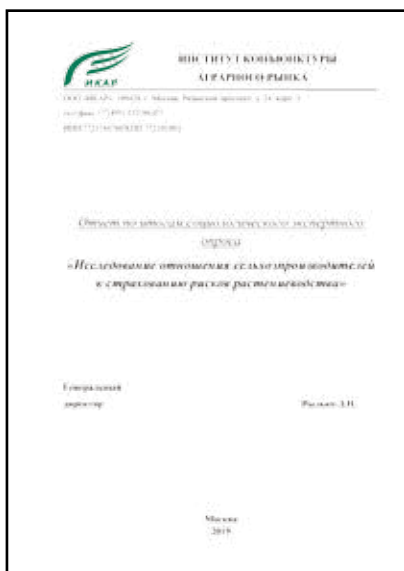 ИНСТИТУТ КОНЪЮНКТУРЫ
АГРАРНОГО РЫНКА
ИКАР
Отчет по итогам социологического экспертного
опроса
«Исследование отношения сельхозпроизводителей
к страхованию рисков растениеводства»
Генеральный
директор
Рылько Д.Н.
Москва
2019